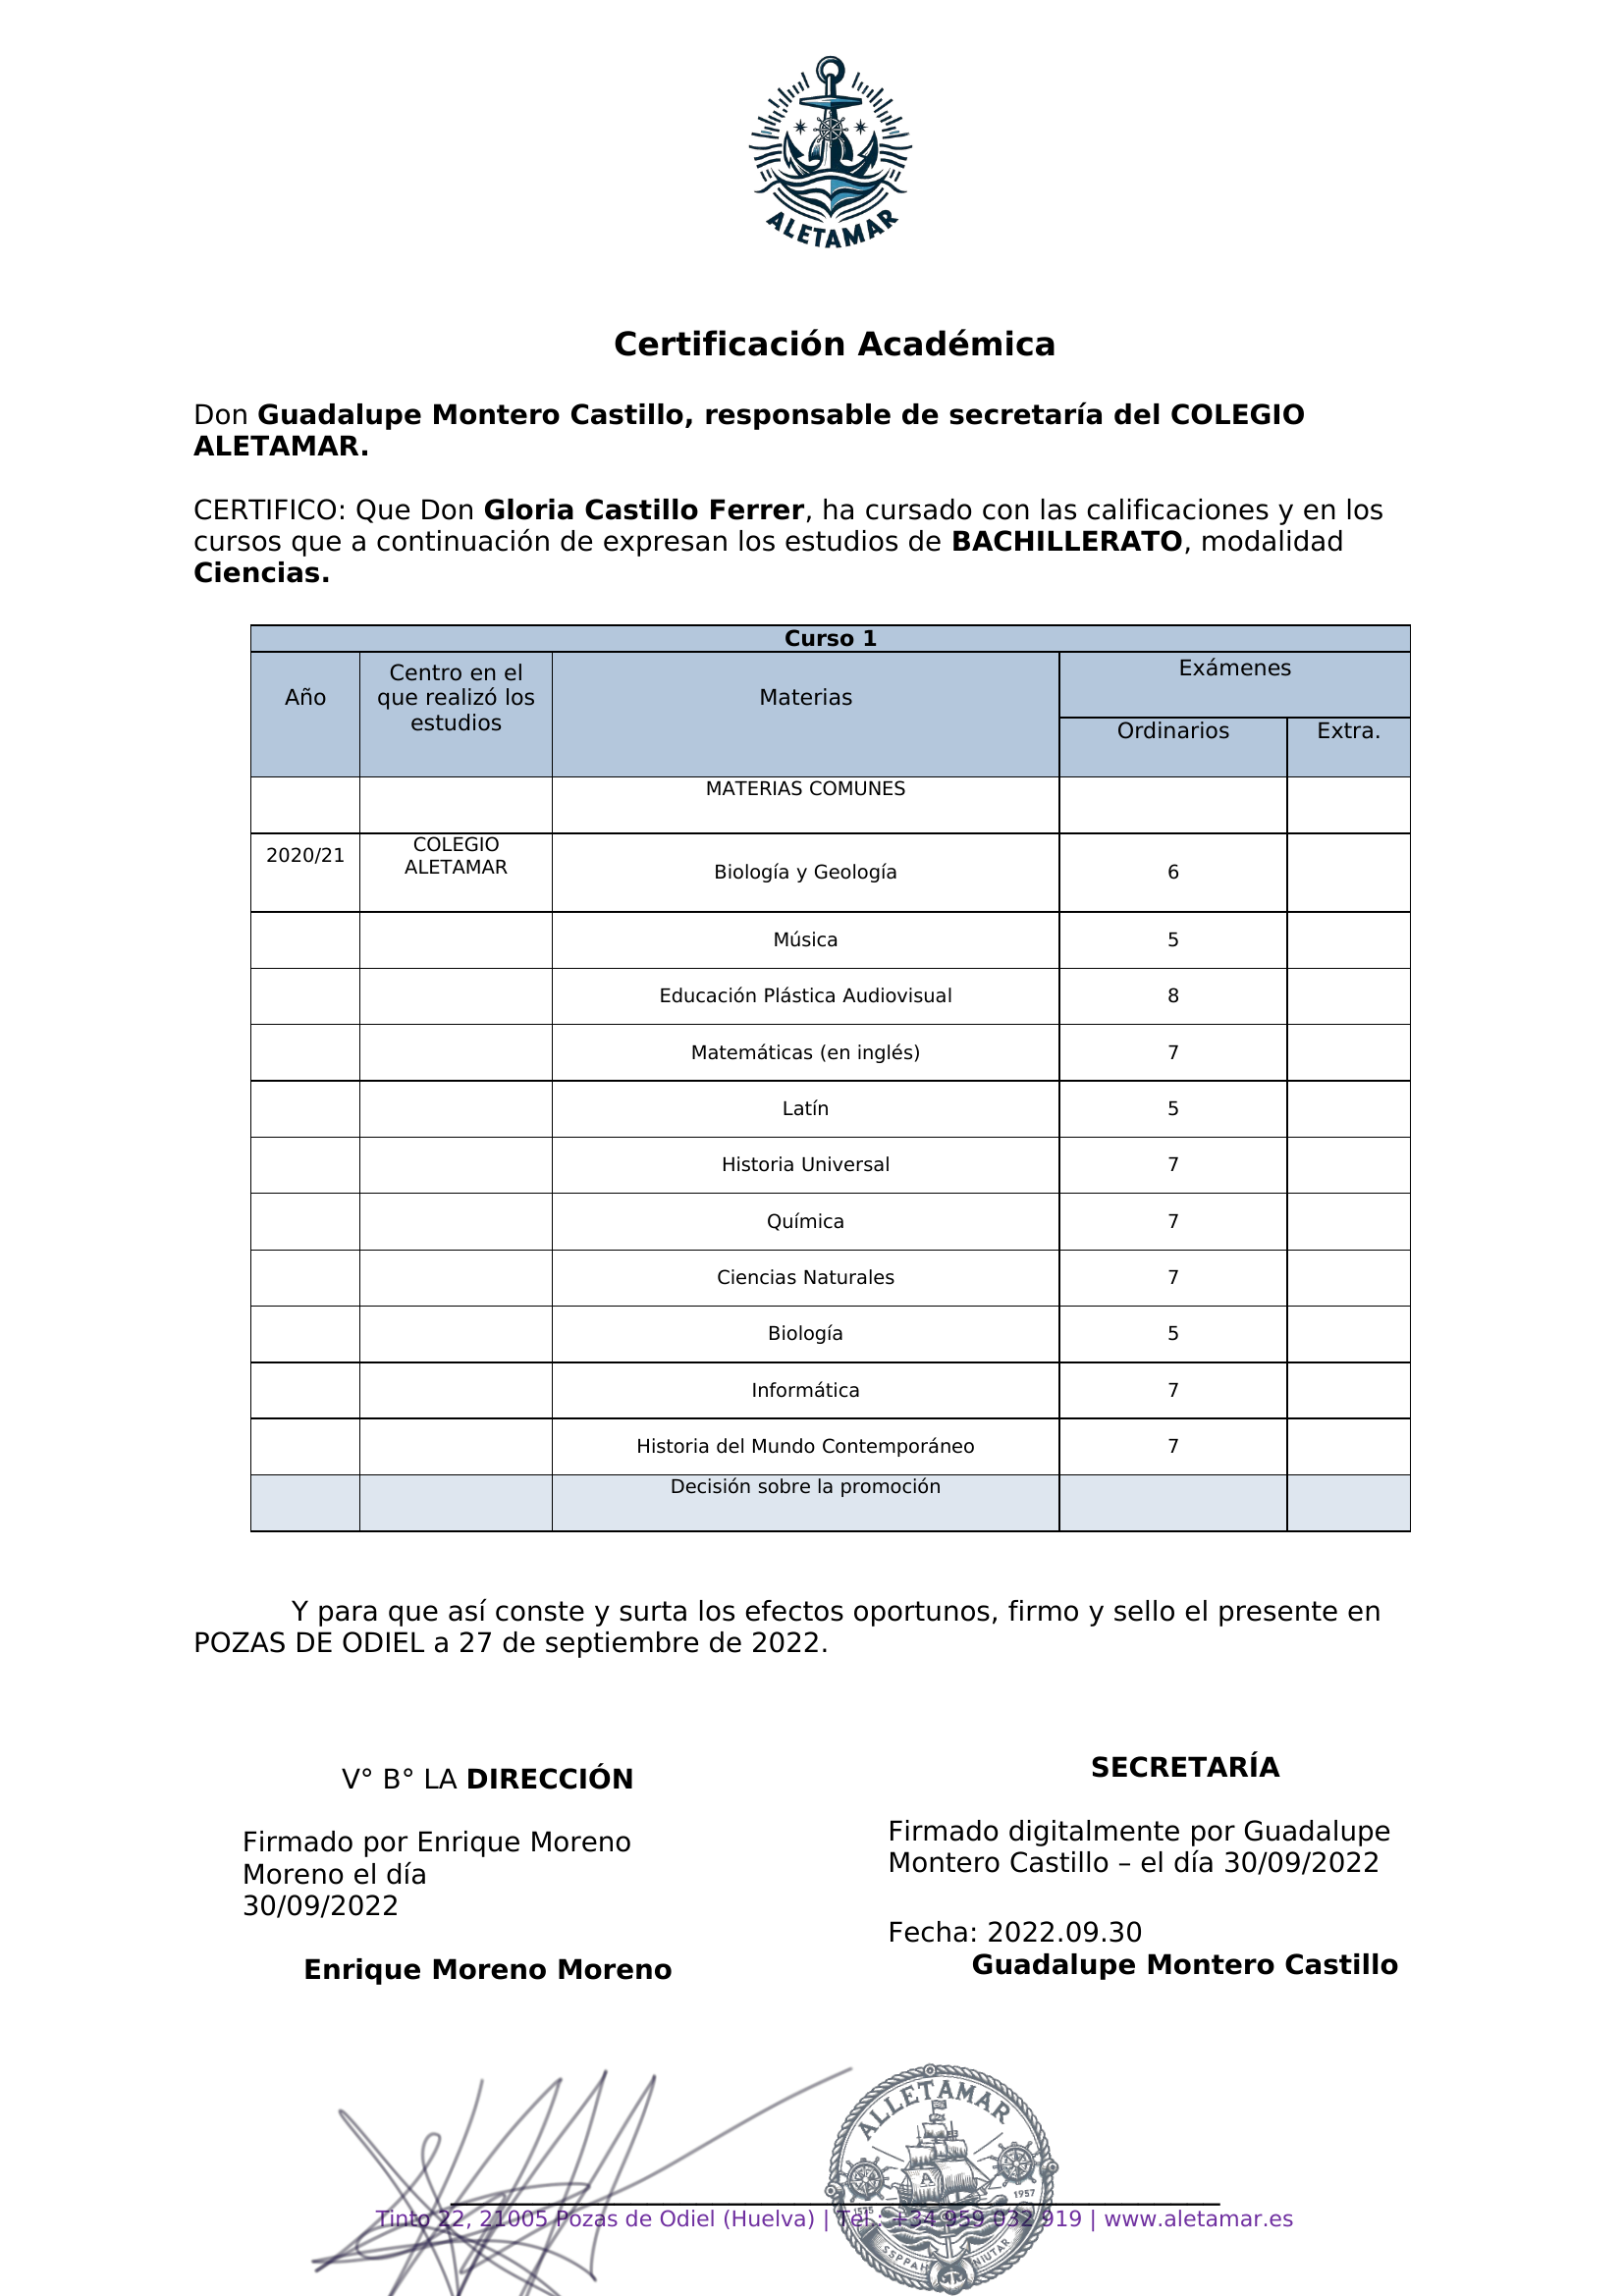 ALETAMAR
Certificación Académica
Don Guadalupe Montero Castillo, responsable de secretaría del COLEGIO
ALETAMAR.
CERTIFICO: Que Don Gloria Castillo Ferrer, ha cursado con las calificaciones y en los
cursos que a continuación de expresan los estudios de BACHILLERATO, modalidad
Ciencias.
Curso 1
Año
Centro en el
que realizó los
estudios
Materias
Exámenes
Ordinarios Extra.
MATERIAS COMUNES
2020/21
COLEGIO
ALETAMAR
Biología y Geología 6
Música 5
Educación Plástica Audiovisual 8
Matemáticas (en inglés) 7
Latín 5
Historia Universal 7
Química 7
Ciencias Naturales 7
Biología 5
Informática 7
Historia del Mundo Contemporáneo 7
Decisión sobre la promoción
Y para que así conste y surta los efectos oportunos, firmo y sello el presente en
POZAS DE ODIEL a 27 de septiembre de 2022.
V° B° LA DIRECCIÓN
Firmado por Enrique Moreno
Moreno el día
30/09/2022
Enrique Moreno Moreno
SECRETARÍA
Firmado digitalmente por Guadalupe
Montero Castillo – el día 30/09/2022
Fecha: 2022.09.30
Guadalupe Montero Castillo
ALLETAMAR
A
1957
Tinto 22, 21005 Pozas de Odiel (Huelva) | Tel.: +34 959 032 919 | www.aletamar.es